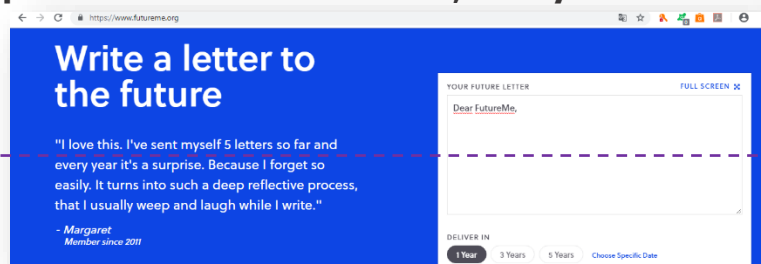 https://www.futureme.org
Write a letter to
the future
"I love this. I've sent myself 5 letters so far and
every year it's a surprise. Because I forget so
easily. It turns into such a deep reflective process,
that I usually weep and laugh while I write."
- Margaret
Member since 2011
YOUR FUTURE LETTER
FULL SCREEN
Dear FutureMe,
DELIVER IN
1 Year
3 Years
5 Years
Choose Specific Date